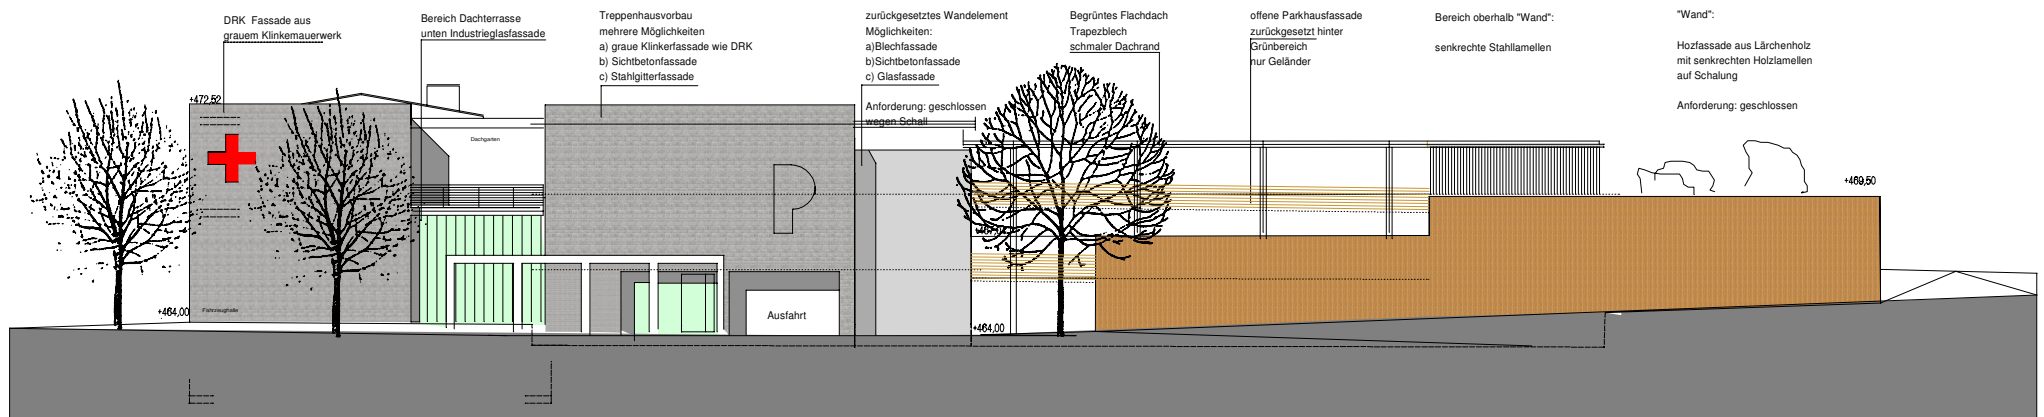 DRK Fassade aus
grauem Klinkemauerwerk
Bereich Dachterrasse
unten Industrieglasfassade
Treppenhausvorbau
mehrere Möglichkeiten
a) graue Klinkerfassade wie DRK
b) Sichtbetonfassade
c) Stahlgitterfassade
zurückgesetztes Wandelement
Möglichkeiten:
a)Blechfassade
b)Sichtbetonfassade
c) Glasfassade
Anforderung: geschlossen
wegen Schall
Begrüntes Flachdach
Trapezblech
schmaler Dachrand
offene Parkhausfassade
zurückgesetzt hinter
Grünbereich
nur Geländer
Bereich oberhalb "Wand":
senkrechte Stahllamellen
"Wand":
Hozfassade aus Lärchenholz
mit senkrechten Holzlamellen
auf Schalung
Anforderung: geschlossen
+472,52
Dachgarten
P
+469,50
+464,00
Fahrzeughalle
Ausfahrt
+464,00